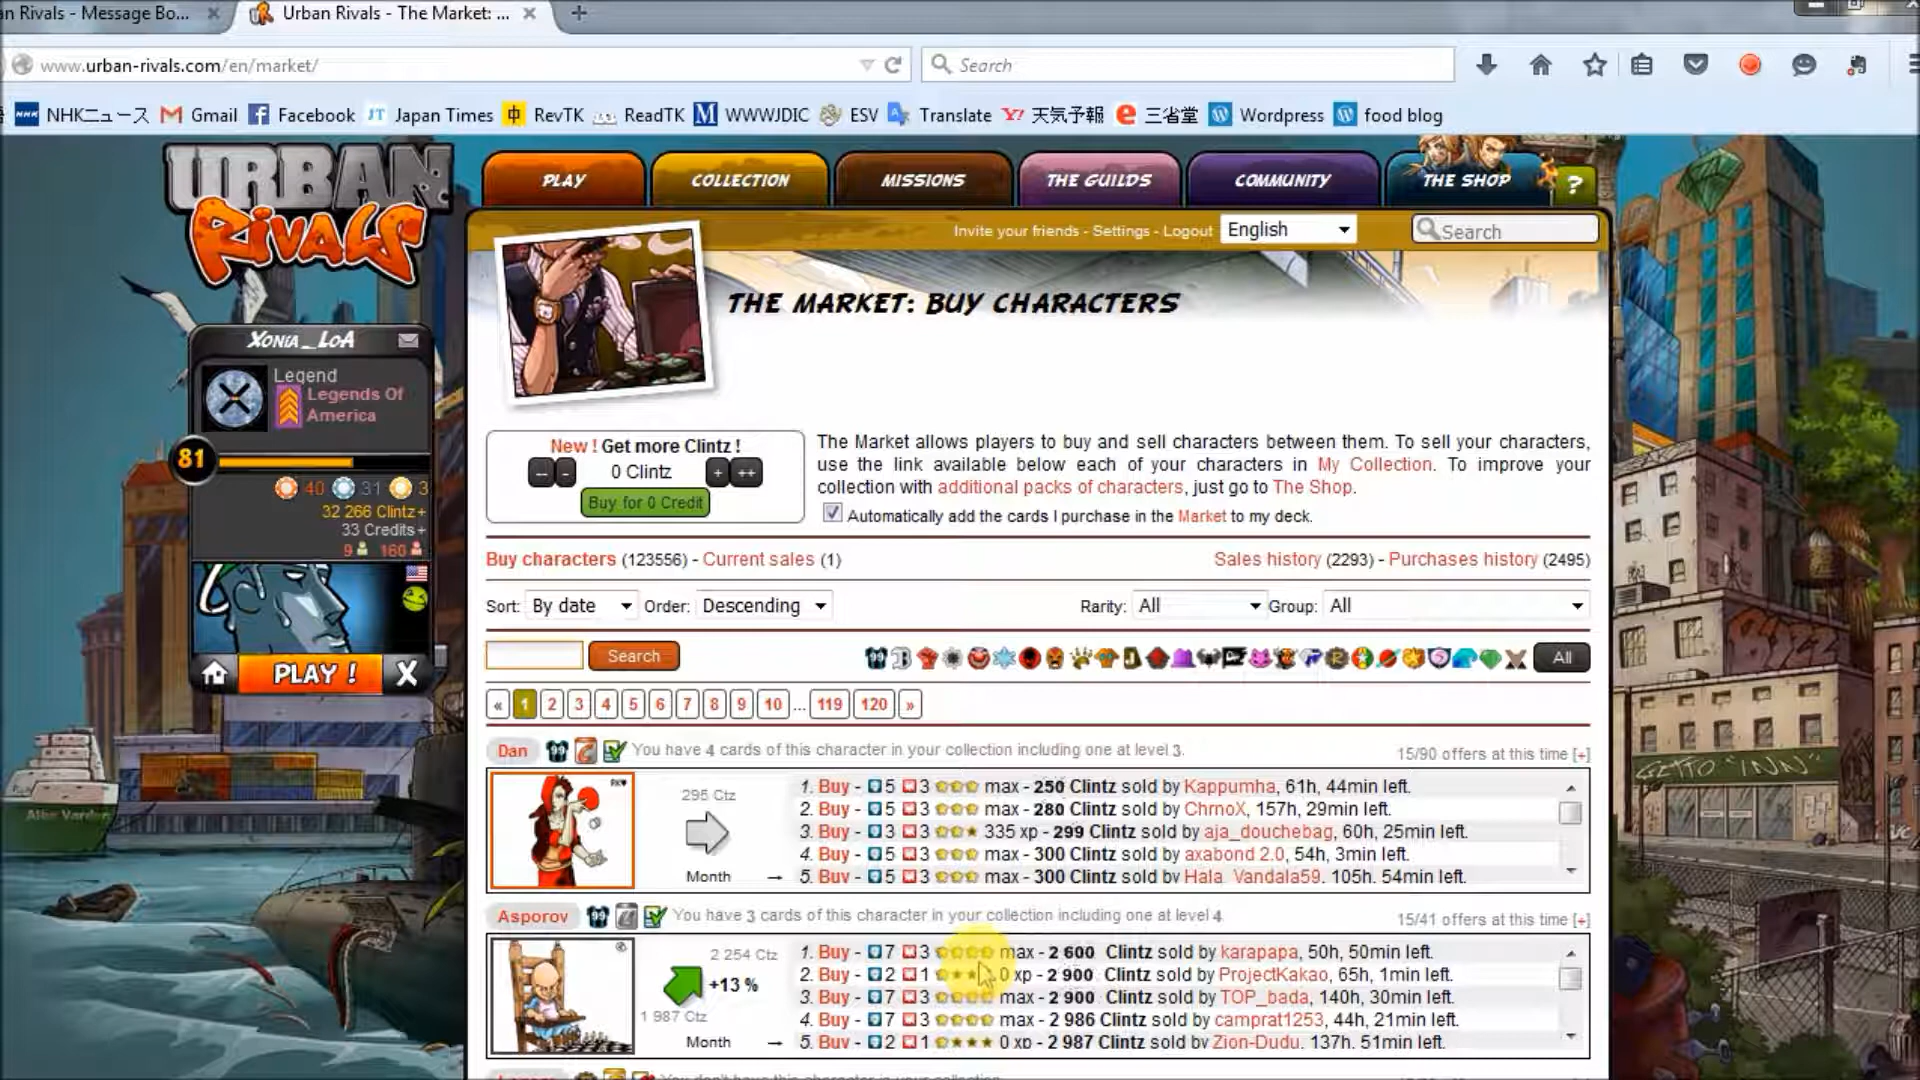 an Rivals - Message Bo...
Urban Rivals - The Market: ...
www.urban-rivals.com/en/market/
Search
NHKニュース
Gmail
Facebook
JT Japan Times
中 RevTK
ReadTK
M WWWJDIC
ESV
Translate
Y! 天気予報
e 三省堂
Wordpress
food blog
URBAN
RIVALS
PLAY
COLLECTION
MISSIONS
THE GUILDS
COMMUNITY
THE SHOP
?
Invite your friends - Settings - Logout
English
Search
THE MARKET: BUY CHARACTERS
XONIA_LOA
Legend
Legends Of
America
81
40 31 3
32 266 Clintz+
33 Credits+
9 160
PLAY !
X
New ! Get more Clintz !
-- - 0 Clintz + ++
Buy for 0 Credit
The Market allows players to buy and sell characters between them. To sell your characters,
use the link available below each of your characters in My Collection. To improve your
collection with additional packs of characters, just go to The Shop.
Automatically add the cards I purchase in the Market to my deck.
Buy characters (123556) - Current sales (1)
Sales history (2293) - Purchases history (2495)
Sort: By date Order: Descending
Rarity: All Group: All
Search
All
« 1 2 3 4 5 6 7 8 9 10 ... 119 120 »
Dan You have 4 cards of this character in your collection including one at level 3.
15/90 offers at this time [+]
295 Ctz
Month
1. Buy - 5 3 max - 250 Clintz sold by Kappumha, 61h, 44min left.
2. Buy - 5 3 max - 280 Clintz sold by ChrnoX, 157h, 29min left.
3. Buy - 3 3 335 xp - 299 Clintz sold by aja_douchebag, 60h, 25min left.
4. Buy - 5 3 max - 300 Clintz sold by axabond 2.0, 54h, 3min left.
5. Buy - 5 3 max - 300 Clintz sold by Hala_Vandala59, 105h, 54min left.
Asporov You have 3 cards of this character in your collection including one at level 4
15/41 offers at this time [+]
2 254 Ctz
+13 %
1 987 Ctz
Month
1. Buy - 7 3 max - 2 600 Clintz sold by karapapa, 50h, 50min left.
2. Buy - 2 1 0 xp - 2 900 Clintz sold by ProjectKakao, 65h, 1min left.
3. Buy - 7 3 max - 2 900 Clintz sold by TOP_bada, 140h, 30min left.
4. Buy - 7 3 max - 2 986 Clintz sold by camprat1253, 44h, 21min left.
5. Buy - 2 1 0 xp - 2 987 Clintz sold by Zion-Dudu, 137h, 51min left.
GHETTO "INN"